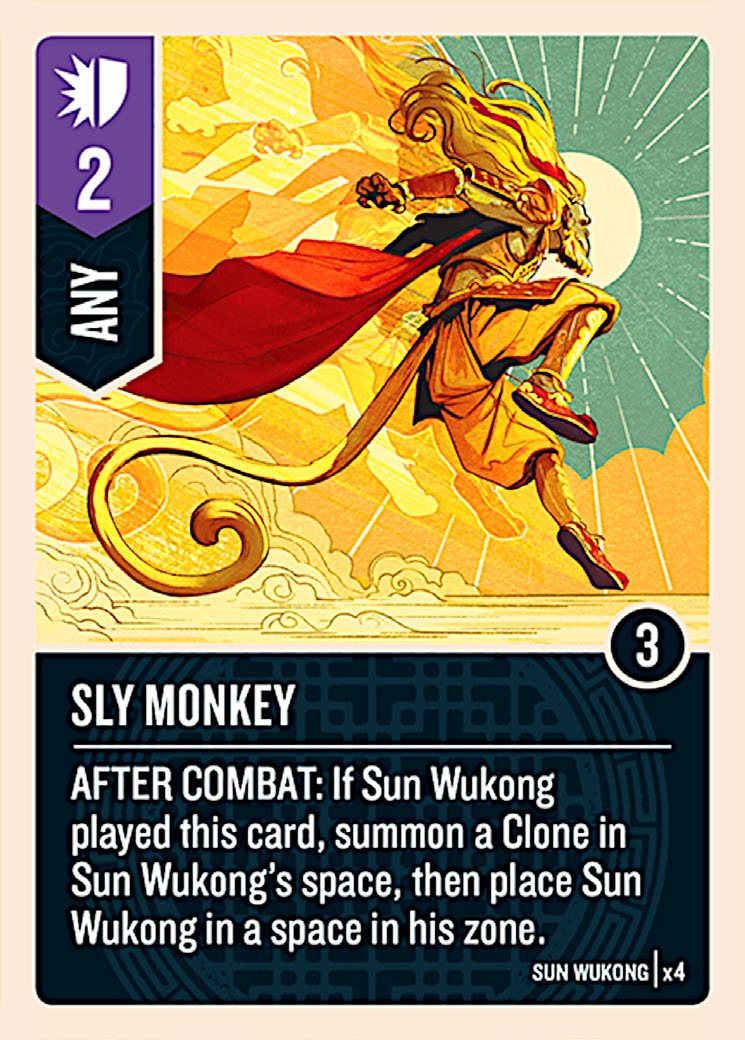 2
ANY
3
SLY MONKEY
AFTER COMBAT: If Sun Wukong
played this card, summon a Clone in
Sun Wukong’s space, then place Sun
Wukong in a space in his zone.
SUN WUKONG | x4